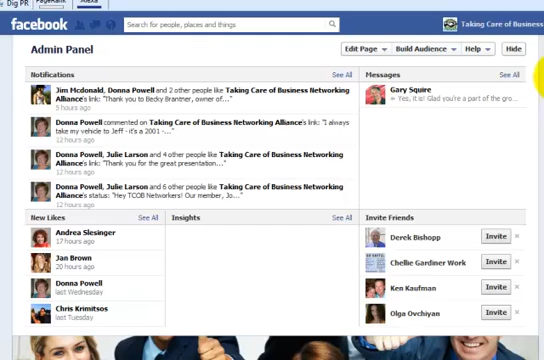 Dig PR PageRank Alexa
facebook Search for people, places and things Taking Care of Business
Admin Panel Edit Page Build Audience Help Hide
Notifications See All Messages See All
Jim Mcdonald, Donna Powell and 2 other people like Taking Care of Business Networking
Alliance's link: "Thank you to Becky Brantner, owner of..."
5 hours ago
Gary Squire
Yes, it is! Glad you're a part of the gro...
Donna Powell commented on Taking Care of Business Networking Alliance's link: "I always
take my vehicle to Jeff - it's a 2001 -..."
12 hours ago
Donna Powell, Julie Larson and 4 other people like Taking Care of Business Networking
Alliance's link: "Thank you for the great presentation..."
12 hours ago
Donna Powell, Julie Larson and 6 other people like Taking Care of Business Networking
Alliance's status: "Hey TCOB Networkers! Our member, Jo..."
12 hours ago
New Likes See All Insights See All Invite Friends
Andrea Slesinger
17 hours ago
Jan Brown
20 hours ago
Donna Powell
last Wednesday
Chris Krimitsos
last Tuesday
Derek Bishopp Invite
Chellie Gardiner Work Invite
Ken Kaufman Invite
Olga Ovchiyan Invite